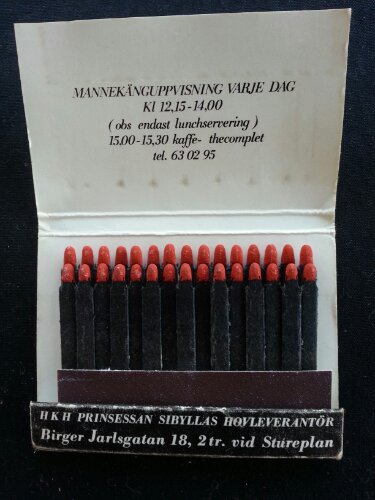 MANNEKÄNGUPPVISNING VARJE DAG
Kl 12,15-14,00
( obs endast lunchservering )
15,00-15,30 kaffe- thecomplet
tel. 63 02 95
HKH PRINSESSAN SIBYLLAS HOVLEVERANTÖR
Birger Jarlsgatan 18, 2 tr. vid Stureplan